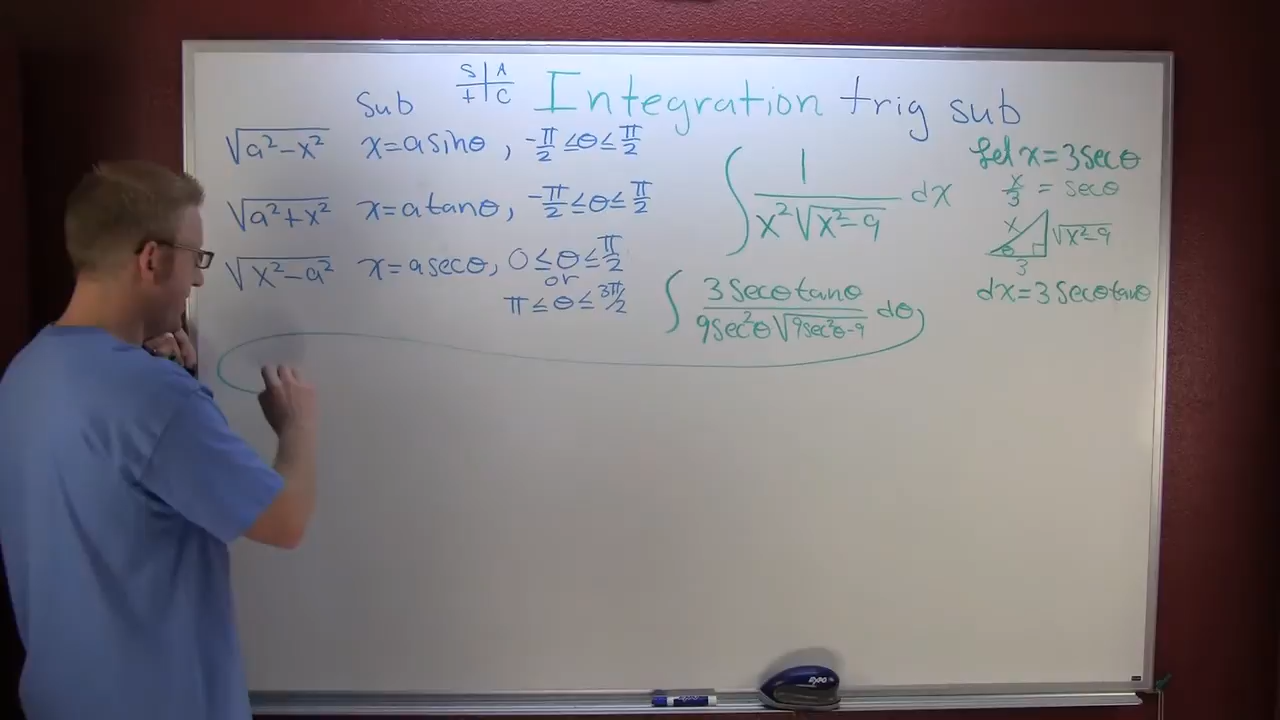 S A
+ C
Integration trig sub
Sub
√a²-x² x=asinθ, -π/2≤θ≤π/2
√a²+x² x=atanθ, -π/2≤θ≤π/2
√x²-a² x=asecθ, 0≤θ≤π/2
or
π≤θ≤3π/2
∫ 1/(x²√x²-9) dx
∫ 3secθtanθ/(9sec²θ√9sec²θ-9) dθ
Let x=3secθ
x/3 = secθ
x √x²-9
θ
3
dx=3secθtanθ
EXPO